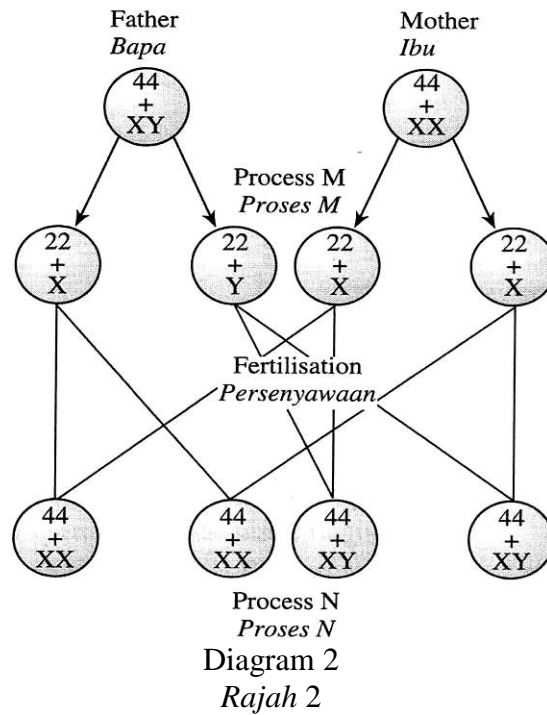 Father
Bapa
Mother
Ibu
44
+
XY
44
+
XX
Process M
Proses M
22
+
X
22
+
Y
22
+
X
22
+
X
Fertilisation
Persenyawaan
44
+
XX
44
+
XX
44
+
XY
44
+
XY
Process N
Proses N
Diagram 2
Rajah 2